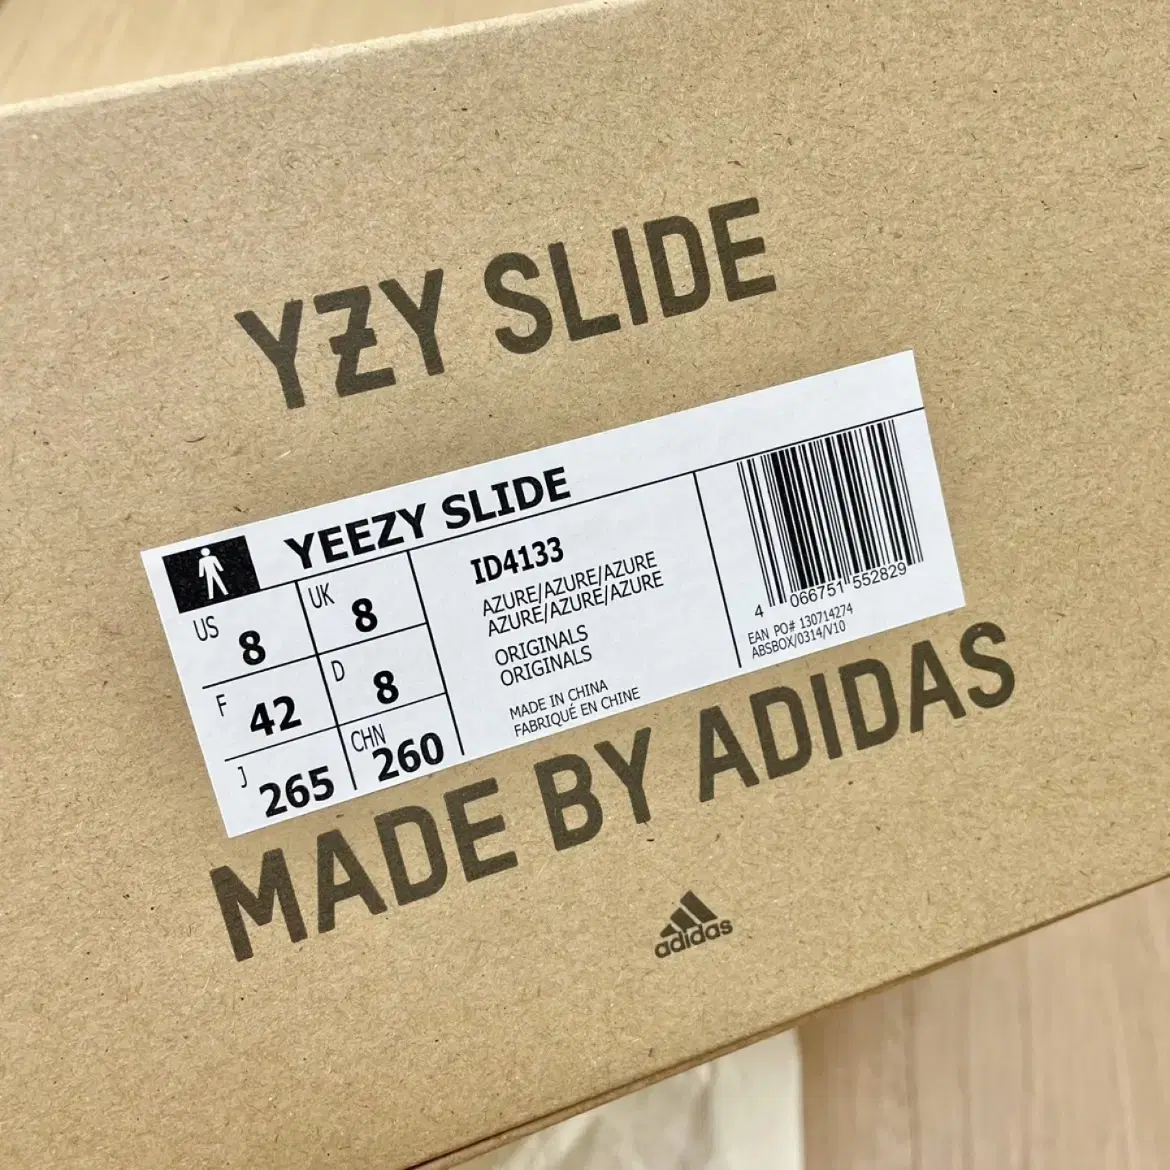 YZY SLIDE
YEEZY SLIDE
US 8
UK 8
F 42
D 8
J 265
CHN 260
ID4133
AZURE/AZURE/AZURE
AZURE/AZURE/AZURE
ORIGINALS
ORIGINALS
MADE IN CHINA
FABRIQUÉ EN CHINE
4 066751 552829
EAN PO# 130714274
ABSBOX/0314/V10
MADE BY ADIDAS
adidas